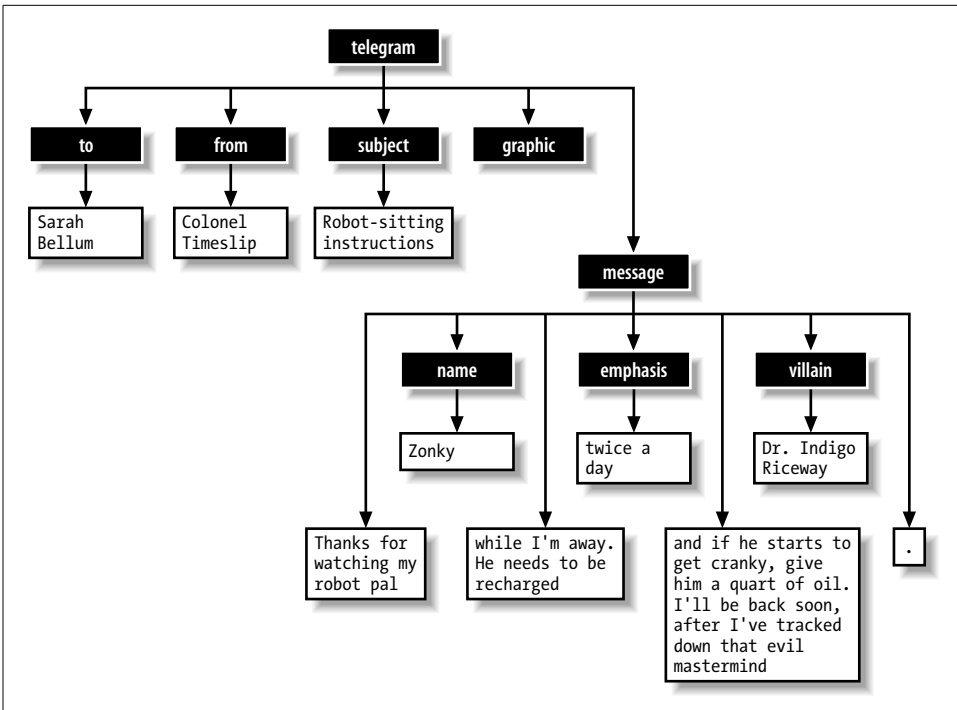 telegram
to
from
subject
graphic
Sarah
Bellum
Colonel
Timeslip
Robot-sitting
instructions
message
name
emphasis
villain
Zonky
twice a
day
Dr. Indigo
Riceway
Thanks for
watching my
robot pal
while I'm away.
He needs to be
recharged
and if he starts to
get cranky, give
him a quart of oil.
I'll be back soon,
after I've tracked
down that evil
mastermind
.